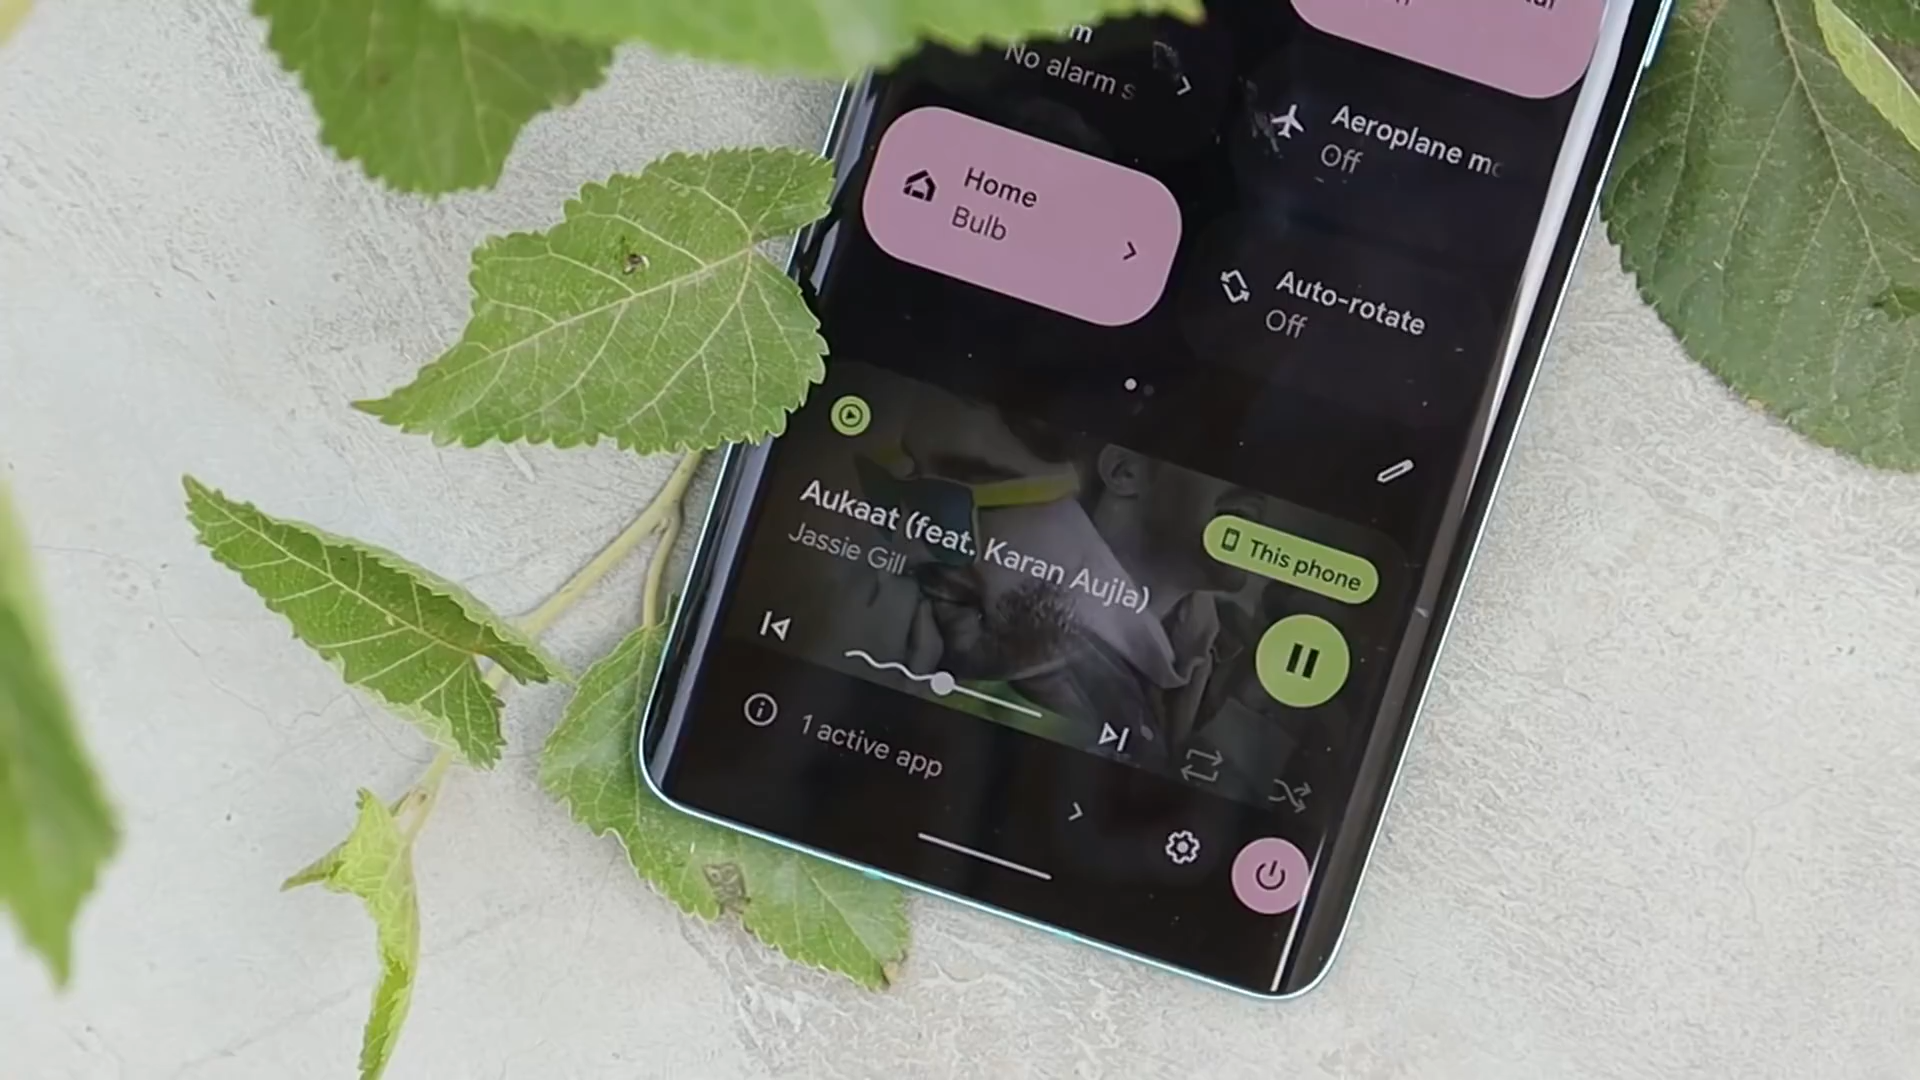 No alarm s
Aeroplane mo
Off
Home
Bulb
Auto-rotate
Off
Aukaat (feat. Karan Aujla)
Jassie Gill
This phone
1 active app